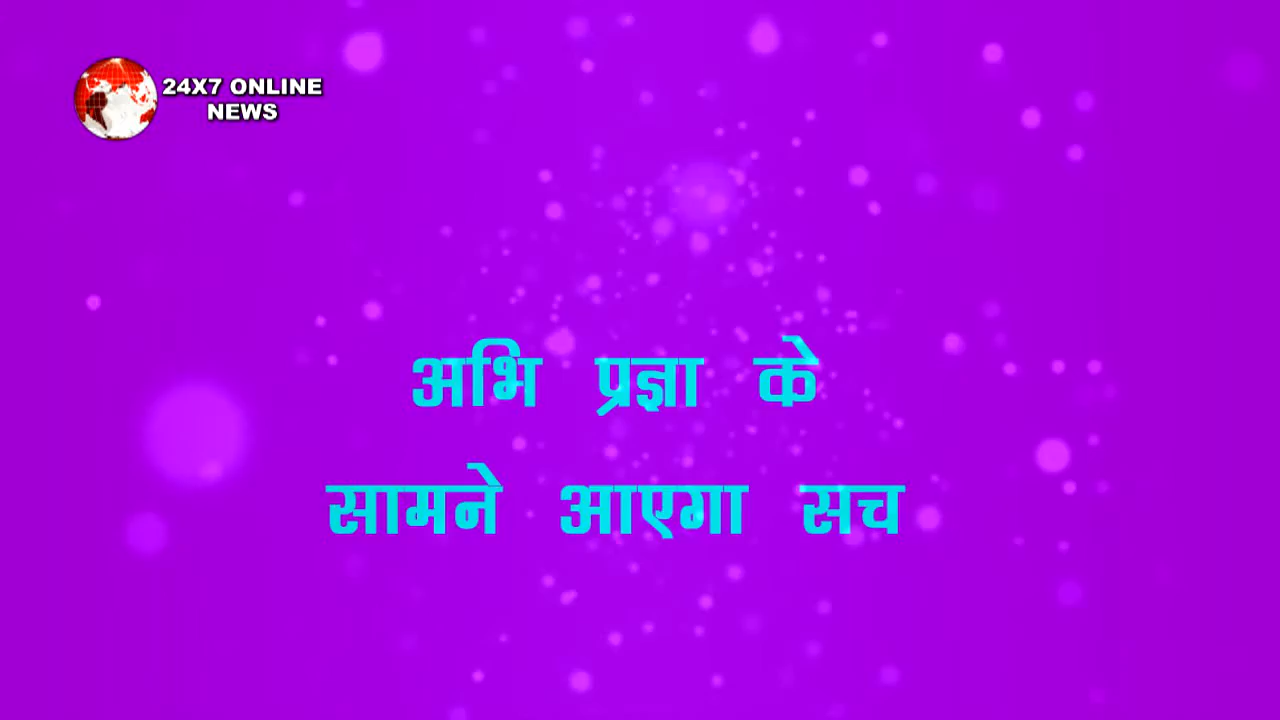 24X7 ONLINE
NEWS
अभि प्रज्ञा के
सामने आएगा सच